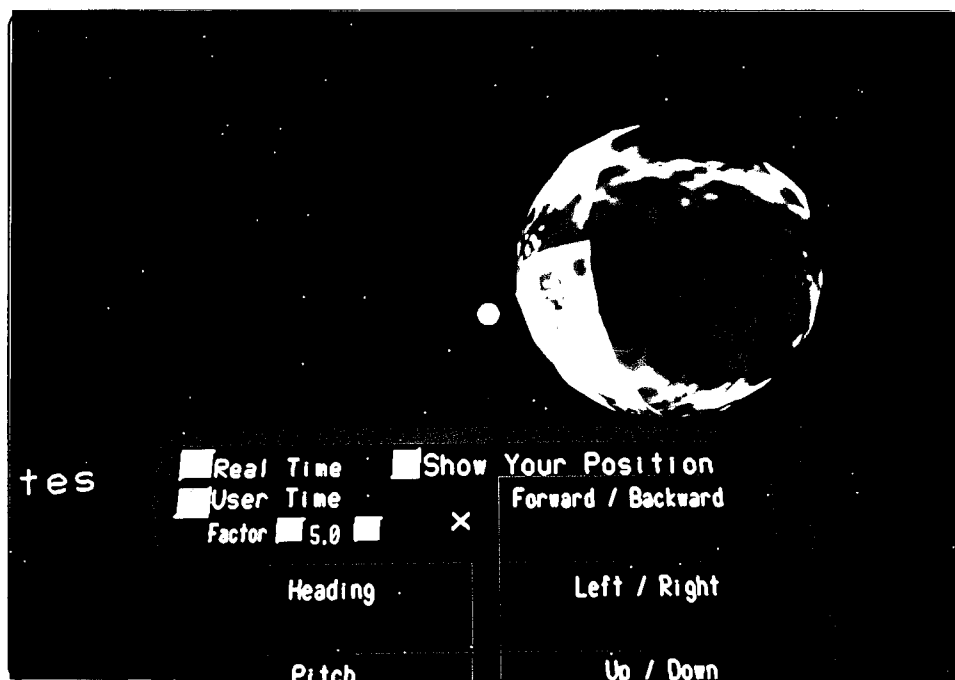 tes
Real Time
Show Your Position
User Time
Forward / Backward
Factor 5.0
×
Heading
Left / Right
Pitch
Up / Down